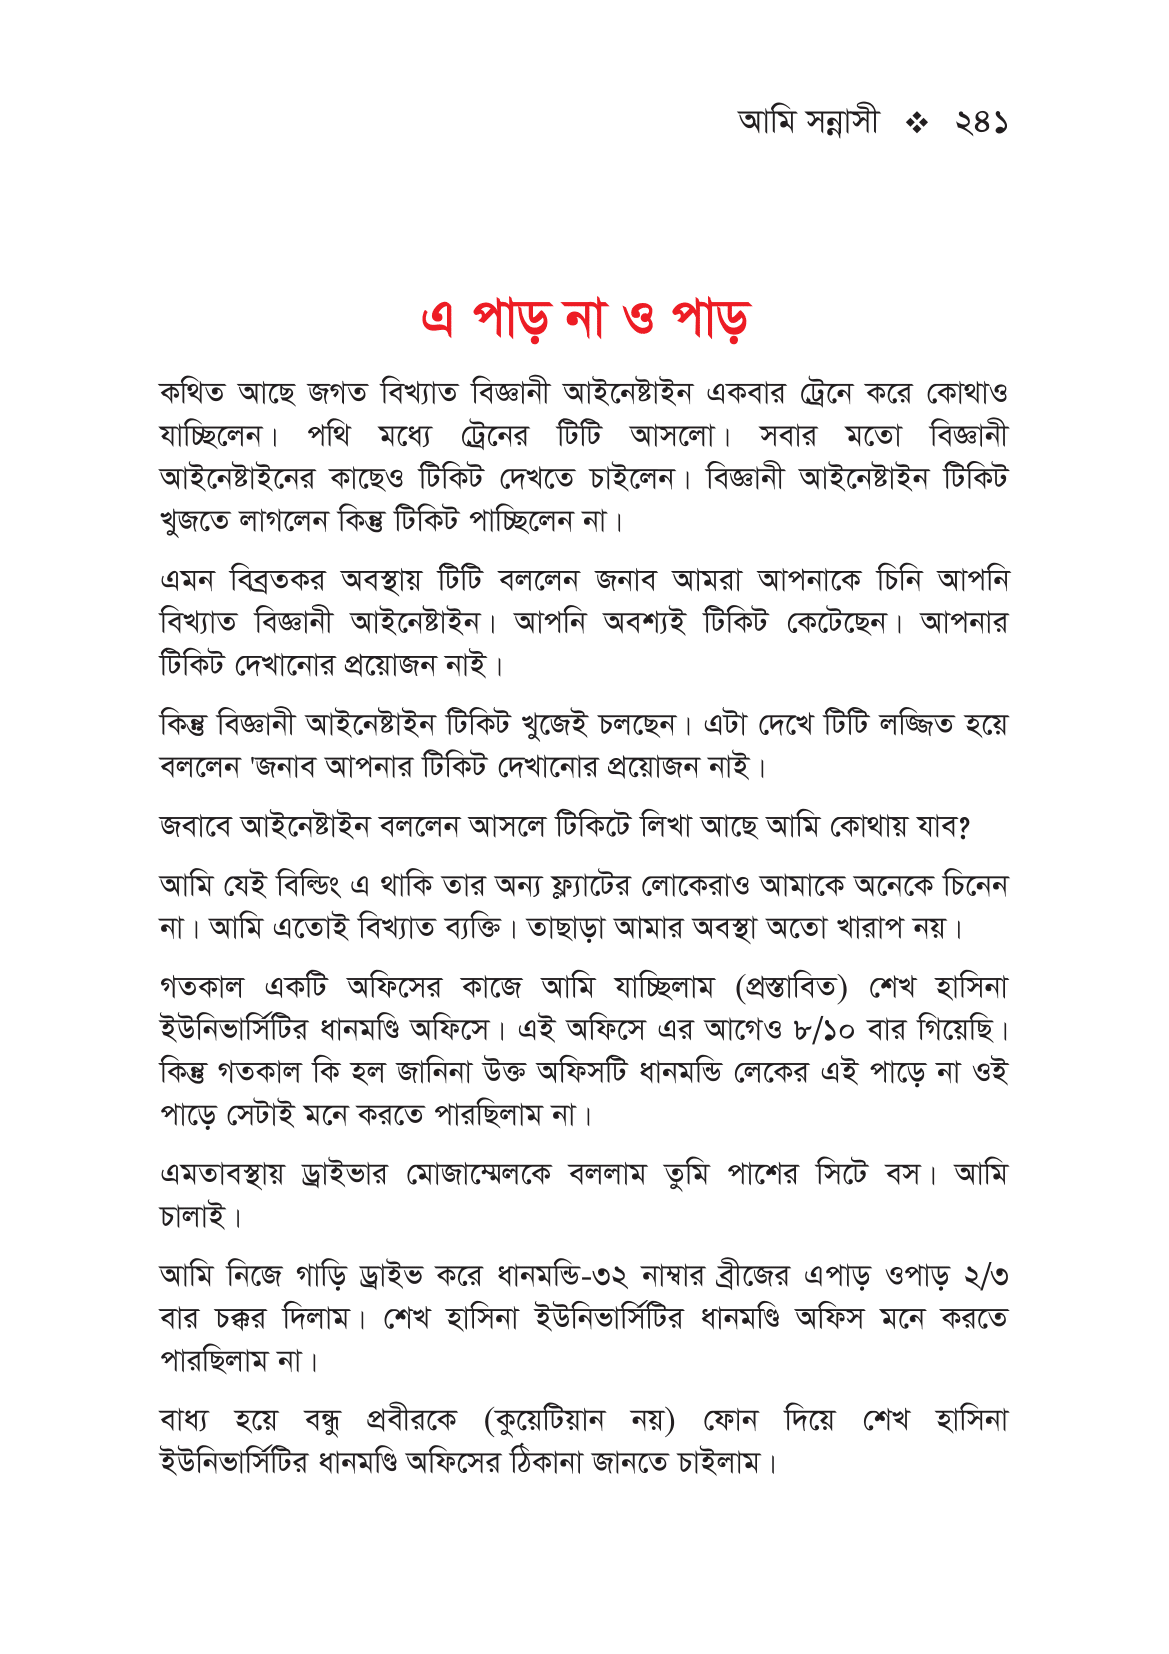 আমি সন্নাসী ❖ ২৪১
এ পাড় না ও পাড়
কথিত আছে জগত বিখ্যাত বিজ্ঞানী আইনেষ্টাইন একবার ট্রেনে করে কোথাও
যাচ্ছিলেন। পথি মধ্যে ট্রেনের টিটি আসলো। সবার মতো বিজ্ঞানী
আইনেষ্টাইনের কাছেও টিকিট দেখতে চাইলেন। বিজ্ঞানী আইনেষ্টাইন টিকিট
খুজতে লাগলেন কিন্তু টিকিট পাচ্ছিলেন না।
এমন বিব্রতকর অবস্থায় টিটি বললেন জনাব আমরা আপনাকে চিনি আপনি
বিখ্যাত বিজ্ঞানী আইনেষ্টাইন। আপনি অবশ্যই টিকিট কেটেছেন। আপনার
টিকিট দেখানোর প্রয়োজন নাই।
কিন্তু বিজ্ঞানী আইনেষ্টাইন টিকিট খুজেই চলছেন। এটা দেখে টিটি লজ্জিত হয়ে
বললেন 'জনাব আপনার টিকিট দেখানোর প্রয়োজন নাই।
জবাবে আইনেষ্টাইন বললেন আসলে টিকিটে লিখা আছে আমি কোথায় যাব?
আমি যেই বিল্ডিং এ থাকি তার অন্য ফ্ল্যাটের লোকেরাও আমাকে অনেকে চিনেন
না। আমি এতোই বিখ্যাত ব্যক্তি। তাছাড়া আমার অবস্থা অতো খারাপ নয়।
গতকাল একটি অফিসের কাজে আমি যাচ্ছিলাম (প্রস্তাবিত) শেখ হাসিনা
ইউনিভার্সিটির ধানমণ্ডি অফিসে। এই অফিসে এর আগেও ৮/১০ বার গিয়েছি।
কিন্তু গতকাল কি হল জানিনা উক্ত অফিসটি ধানমন্ডি লেকের এই পাড়ে না ওই
পাড়ে সেটাই মনে করতে পারছিলাম না।
এমতাবস্থায় ড্রাইভার মোজাম্মেলকে বললাম তুমি পাশের সিটে বস। আমি
চালাই।
আমি নিজে গাড়ি ড্রাইভ করে ধানমন্ডি-৩২ নাম্বার ব্রীজের এপাড় ওপাড় ২/৩
বার চক্কর দিলাম। শেখ হাসিনা ইউনিভার্সিটির ধানমণ্ডি অফিস মনে করতে
পারছিলাম না।
বাধ্য হয়ে বন্ধু প্রবীরকে (কুয়েটিয়ান নয়) ফোন দিয়ে শেখ হাসিনা
ইউনিভার্সিটির ধানমণ্ডি অফিসের ঠিকানা জানতে চাইলাম।